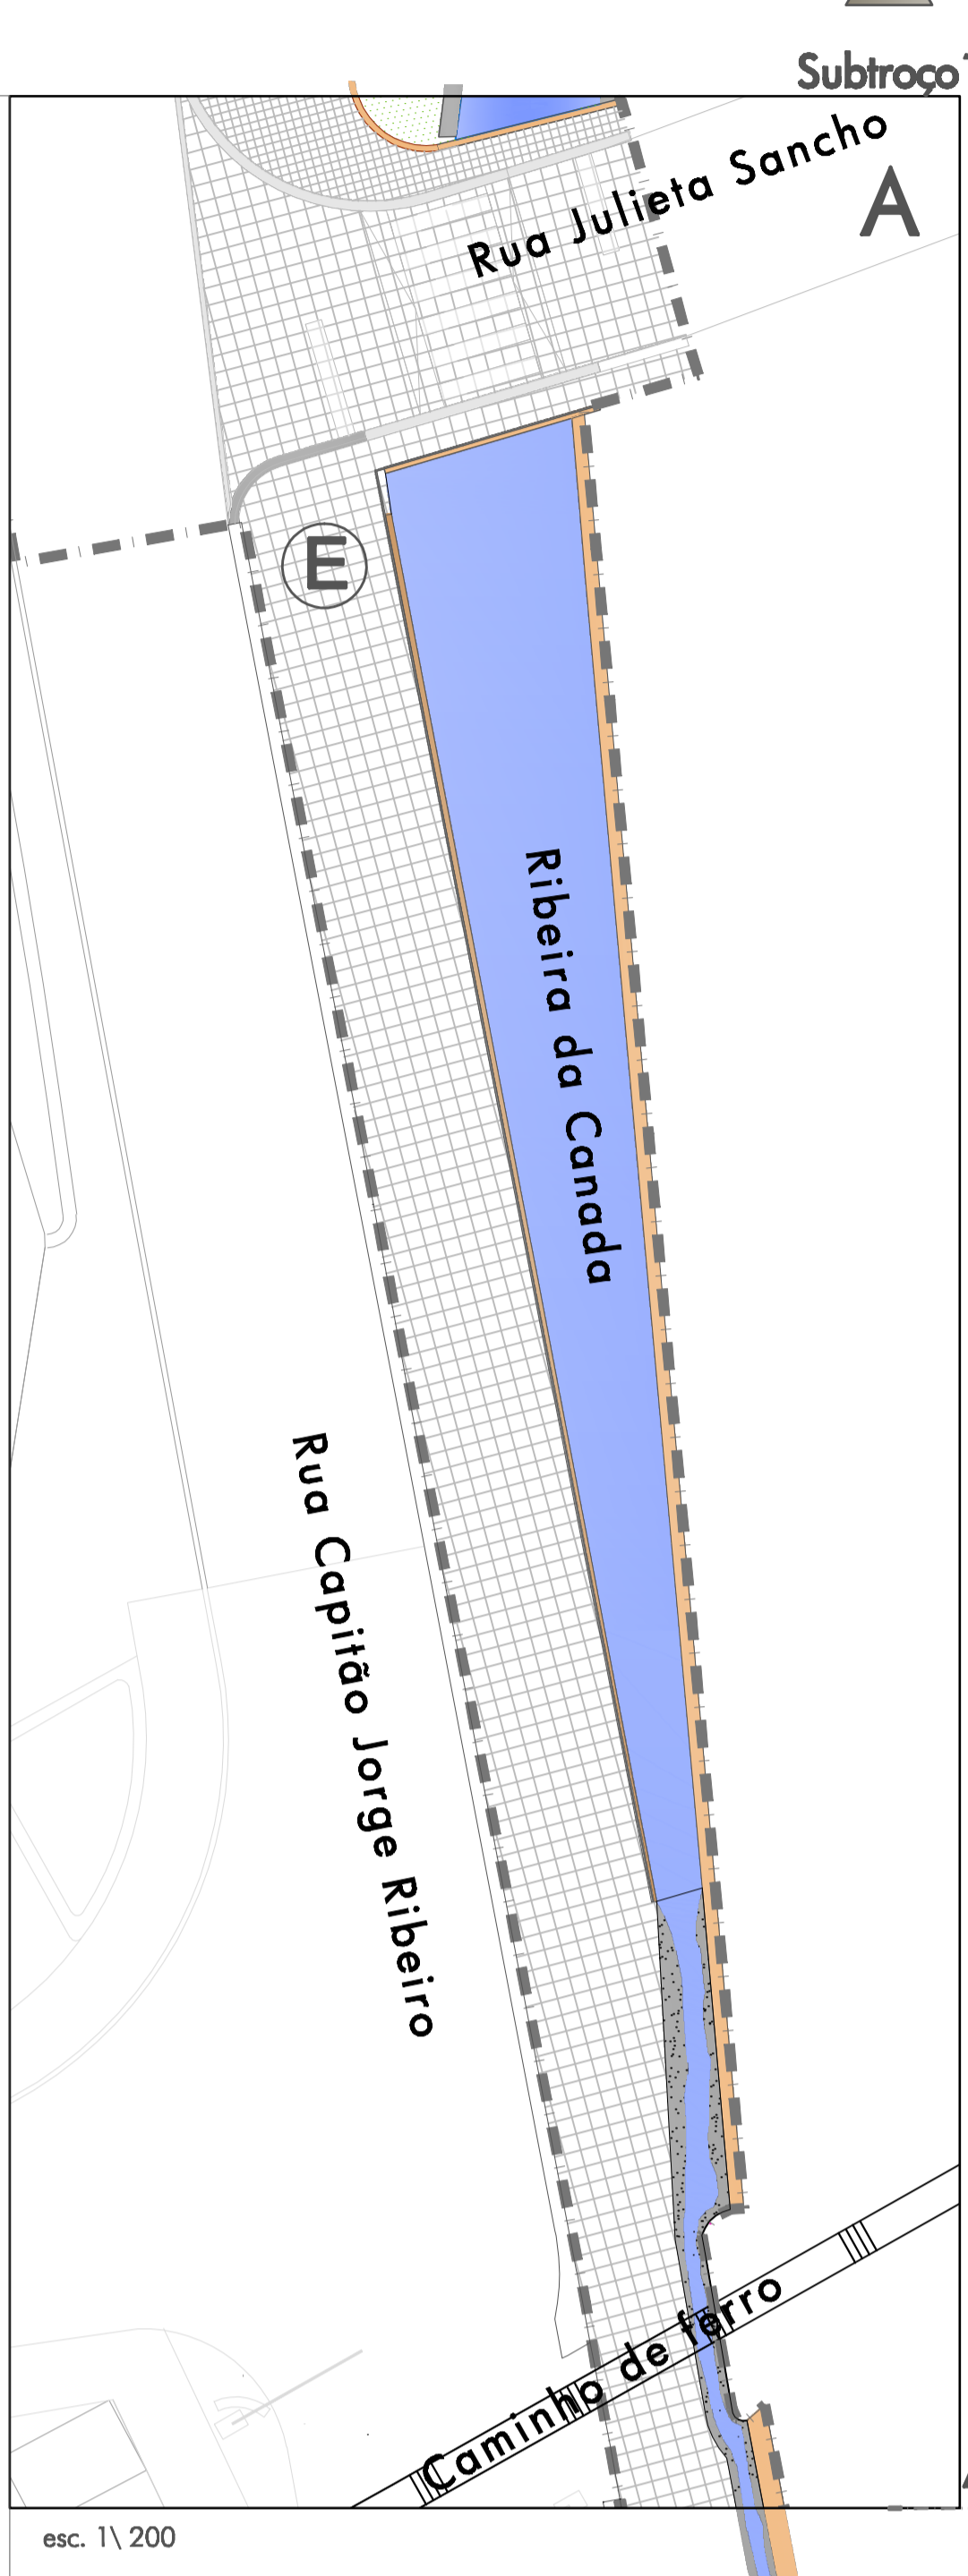 Subtroço
Rua Julieta Sancho
A
E
Ribeira da Canada
Rua Capitão Jorge Ribeiro
Caminho de ferro
esc. 1\ 200